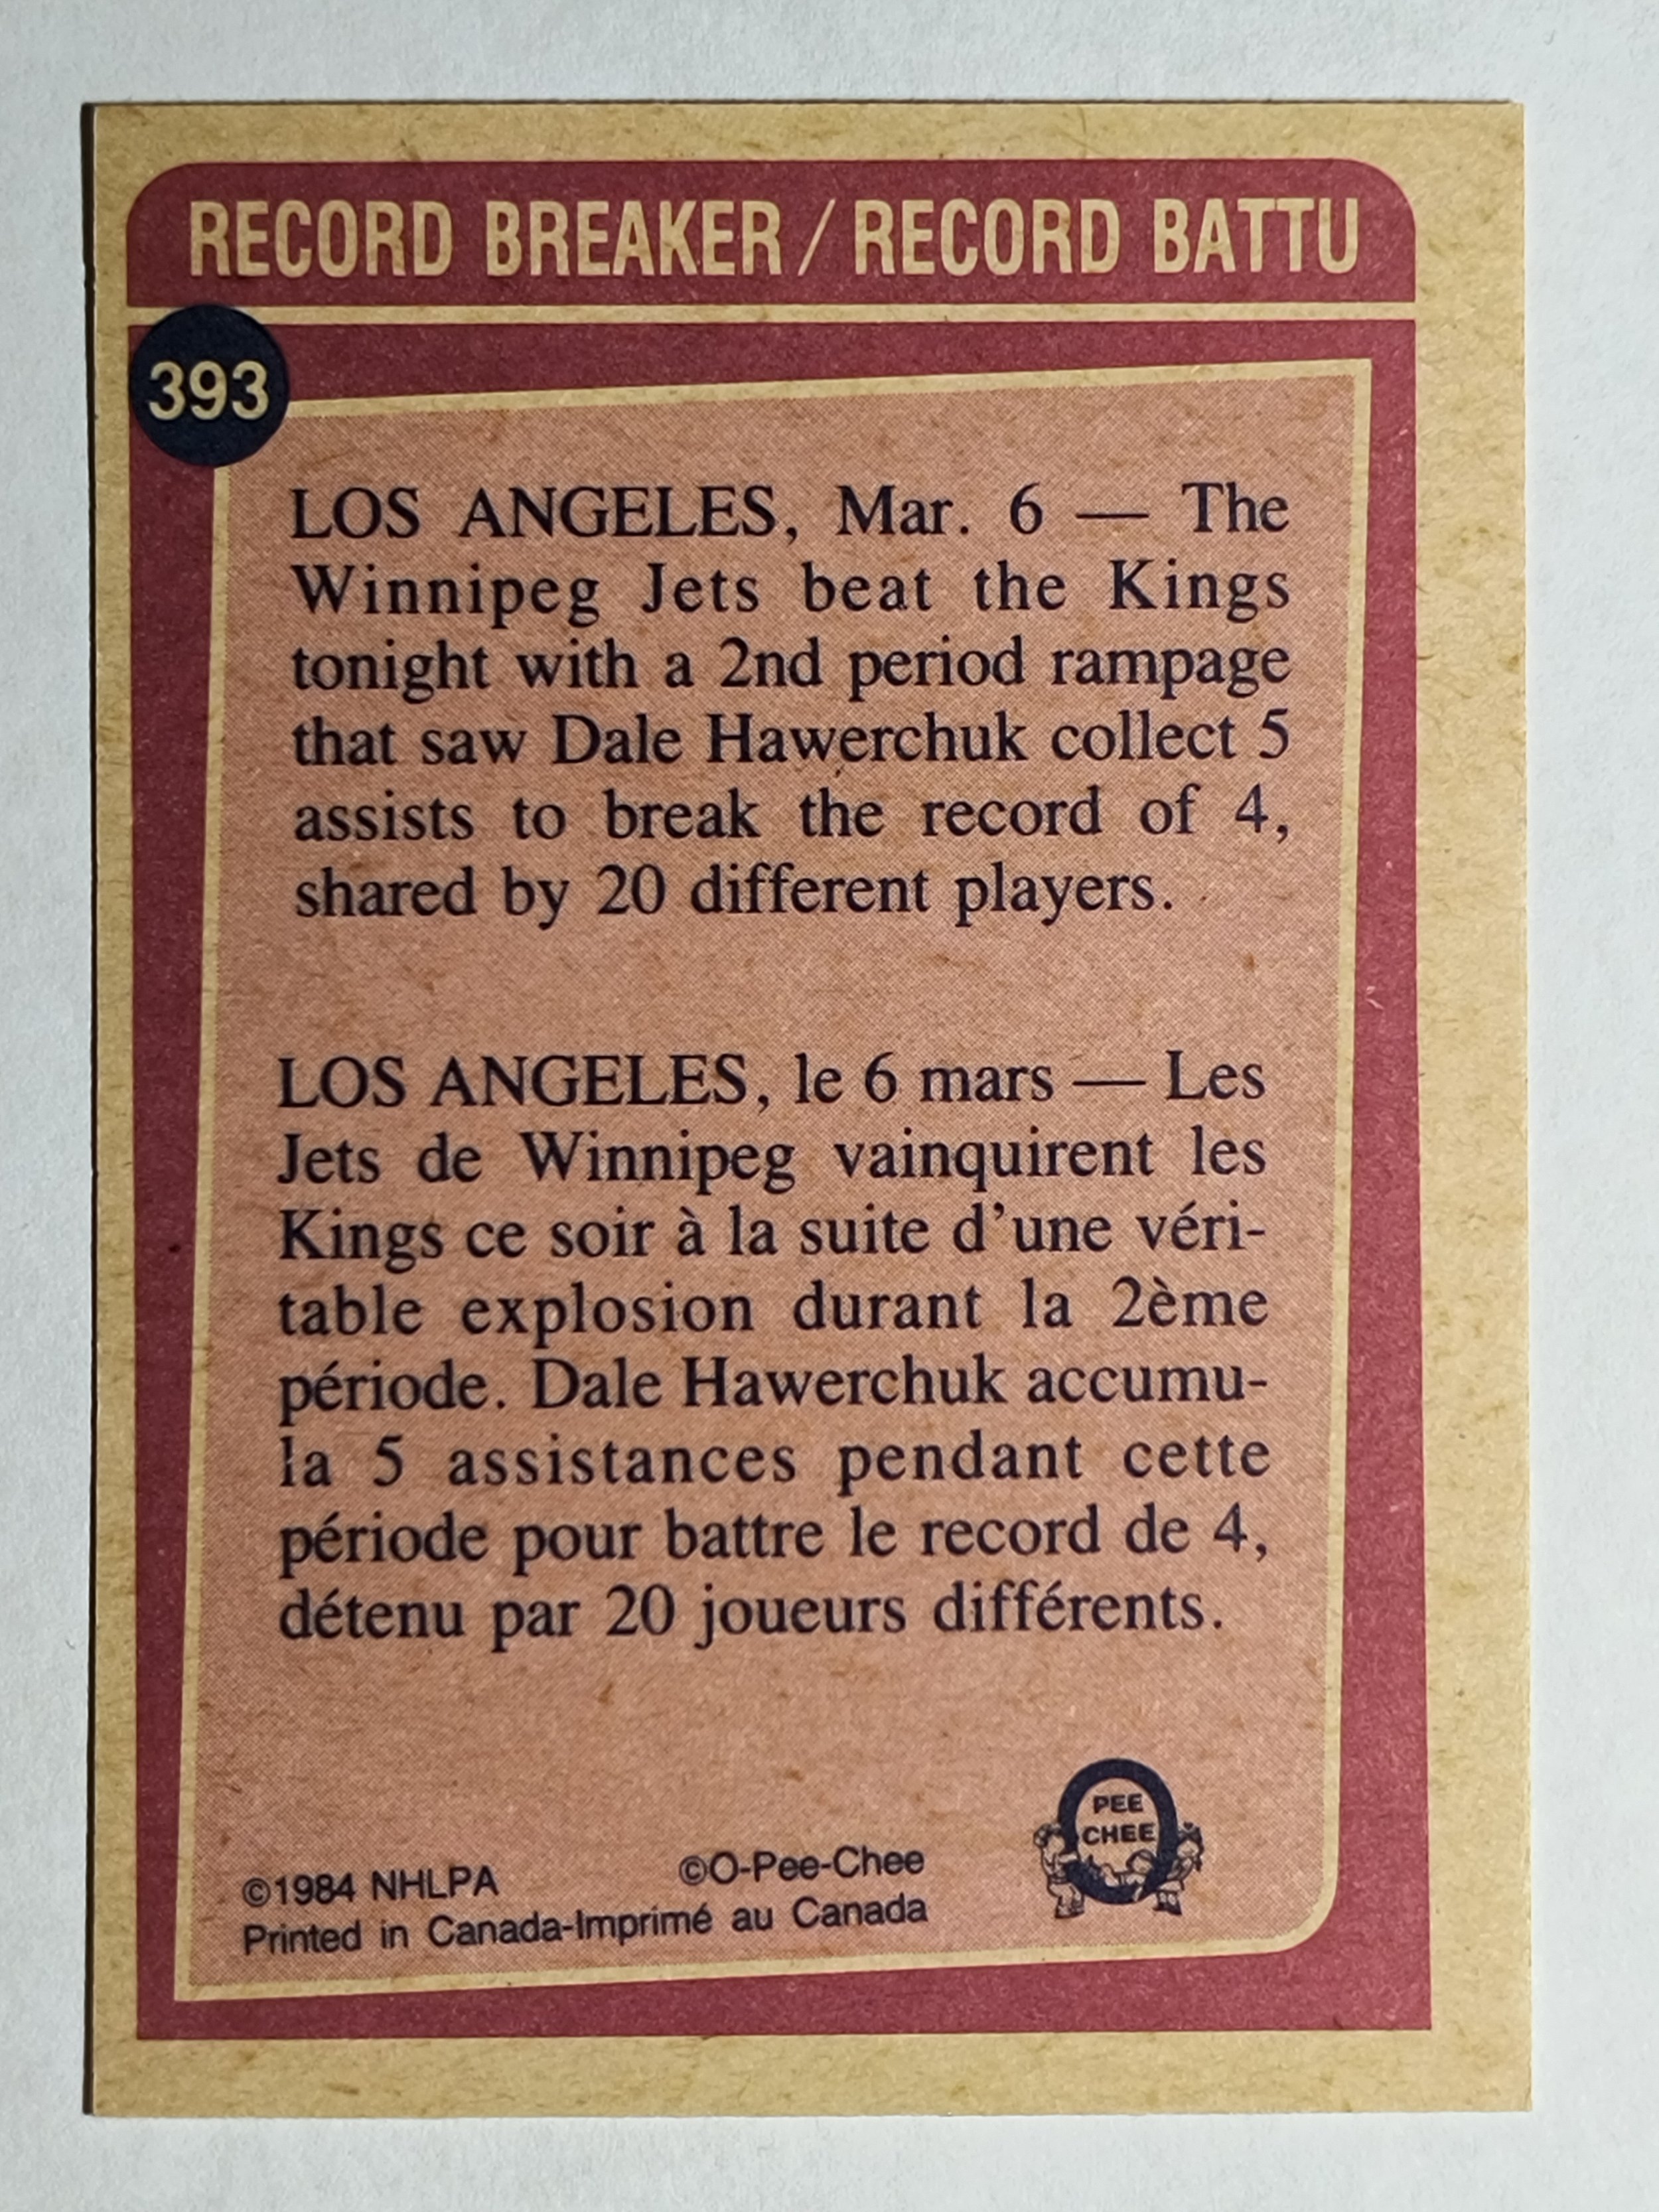 RECORD BREAKER / RECORD BATTU
393
LOS ANGELES, Mar. 6 — The
Winnipeg Jets beat the Kings
tonight with a 2nd period rampage
that saw Dale Hawerchuk collect 5
assists to break the record of 4,
shared by 20 different players.
LOS ANGELES, le 6 mars — Les
Jets de Winnipeg vainquirent les
Kings ce soir à la suite d'une véri-
table explosion durant la 2ème
période. Dale Hawerchuk accumu-
la 5 assistances pendant cette
période pour battre le record de 4,
détenu par 20 joueurs différents.
©1984 NHLPA ©O-Pee-Chee
Printed in Canada-Imprimé au Canada
O
PEE
CHEE